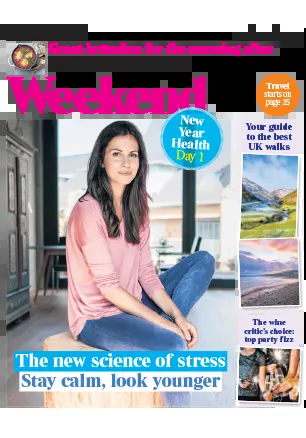 Great hotpots for the morning after
Weekend
Travel
starts on
page 25
New
Year
Health
Day 1
Your guide
to the best
UK walks
The wine
critic's choice:
top party fizz
The new science of stress
Stay calm, look younger